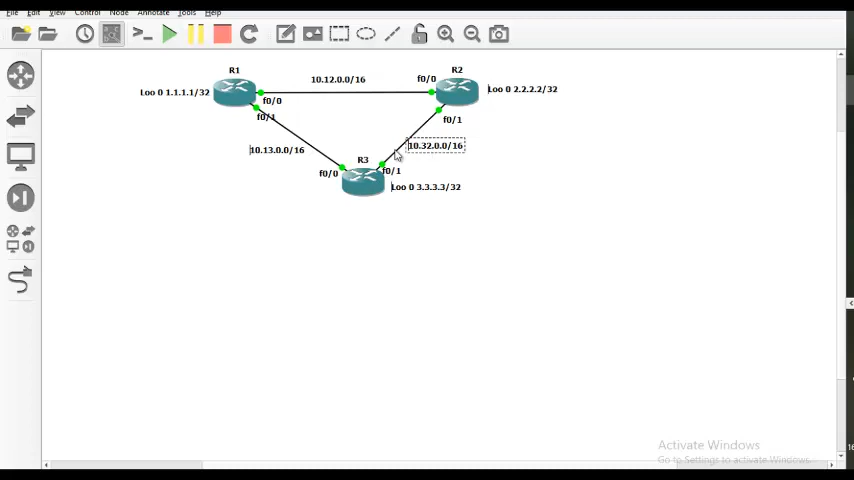 File Edit View Control Node Annotate Tools Help
R1
R2
10.12.0.0/16
f0/0
Loo 0 1.1.1.1/32
Loo 0 2.2.2.2/32
f0/0
f0/1
f0/1
10.13.0.0/16
10.32.0.0/16
R3
f0/0
f0/1
Loo 0 3.3.3.3/32
Activate Windows
Go to Settings to activate Windows.
16